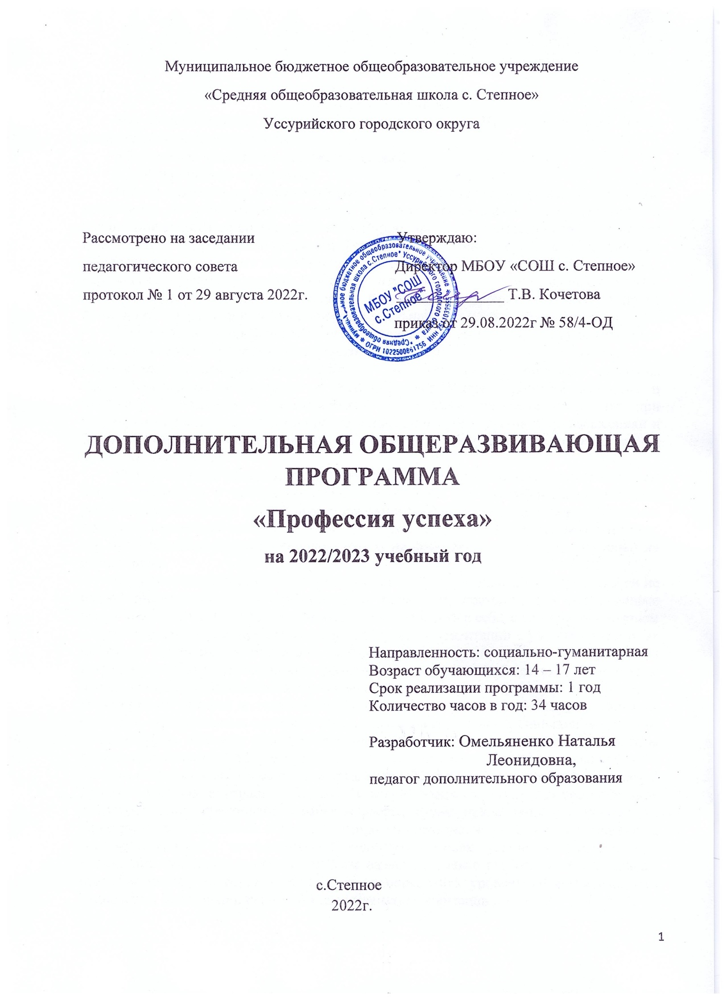 Муниципальное бюджетное общеобразовательное учреждение
«Средняя общеобразовательная школа с. Степное»
Уссурийского городского округа
Рассмотрено на заседании
педагогического совета
протокол № 1 от 29 августа 2022г.
Утверждаю:
Директор МБОУ «СОШ с. Степное»
Т.В. Кочетова
приказ от 29.08.2022г № 58/4-ОД
МБОУ "СОШ
с.Степное"
бюджетное общеобразовательное учреждение
"Средняя общеобразовательная школа с.Степное" Уссурийского городского округа
ОГРН 1022500861756 ИНН 2511039555
ДОПОЛНИТЕЛЬНАЯ ОБЩЕРАЗВИВАЮЩАЯ
ПРОГРАММА
«Профессия успеха»
на 2022/2023 учебный год
Направленность: социально-гуманитарная
Возраст обучающихся: 14 – 17 лет
Срок реализации программы: 1 год
Количество часов в год: 34 часов
Разработчик: Омельяненко Наталья
Леонидовна,
педагог дополнительного образования
с.Степное
2022г.
1